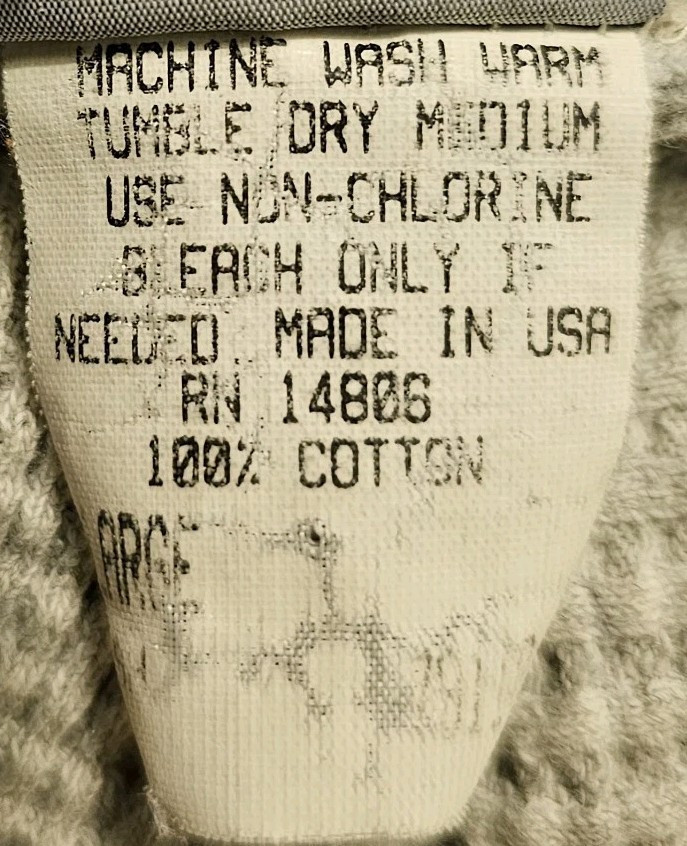 MACHINE WASH WARM
TUMBLE DRY MEDIUM
USE NON-CHLORINE
BLEACH ONLY IF
NEEDED. MADE IN USA
RN 14806
100% COTTON
ARGE